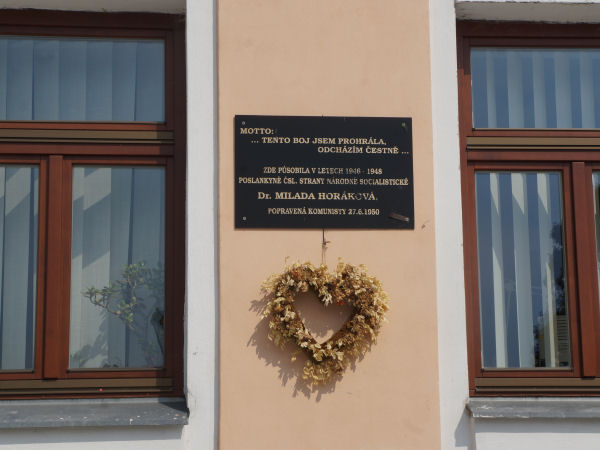 MOTTO:
... TENTO BOJ JSEM PROHRÁLA,
ODCHÁZÍM ČESTNĚ ...
ZDE PŮSOBILA V LETECH 1946 - 1948
POSLANKYNĚ ČSL. STRANY NÁRODNĚ SOCIALISTICKÉ
Dr. MILADA HORÁKOVÁ,
POPRAVENÁ KOMUNISTY 27.6.1950